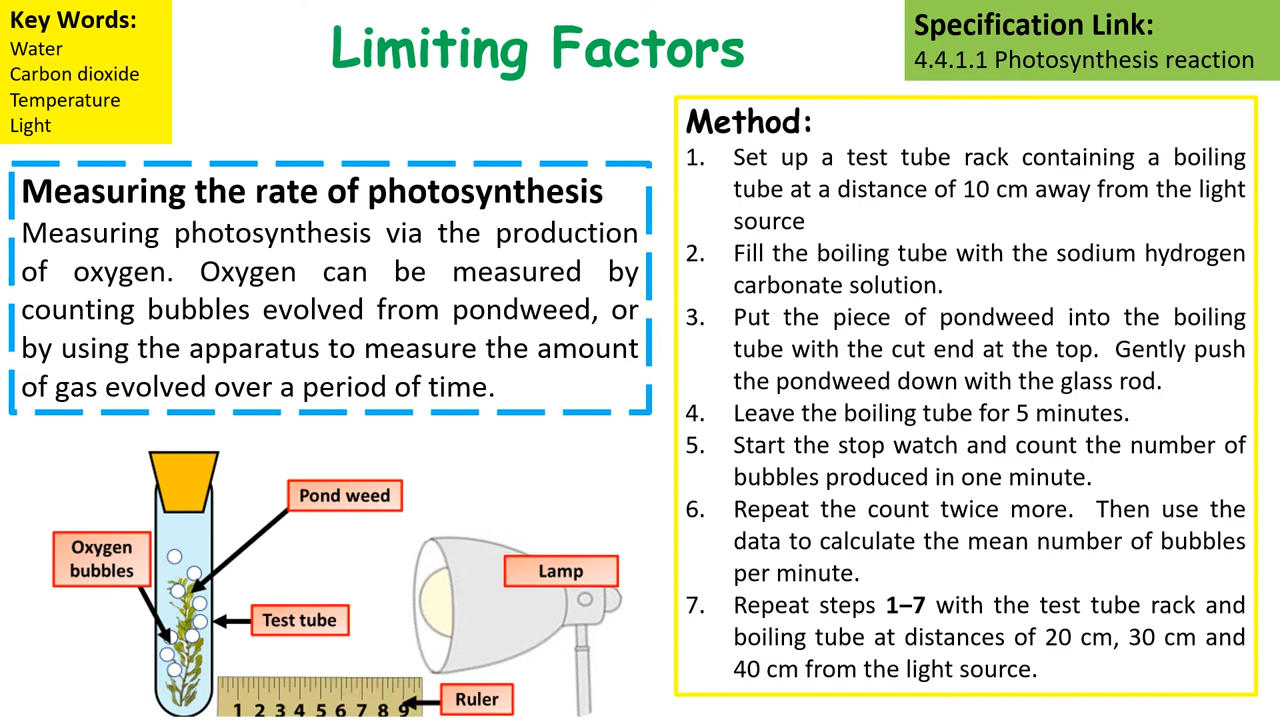 Key Words:
Water
Carbon dioxide
Temperature
Light
Limiting Factors
Specification Link:
4.4.1.1 Photosynthesis reaction
Measuring the rate of photosynthesis
Measuring photosynthesis via the production
of oxygen. Oxygen can be measured by
counting bubbles evolved from pondweed, or
by using the apparatus to measure the amount
of gas evolved over a period of time.
Method:
1. Set up a test tube rack containing a boiling
tube at a distance of 10 cm away from the light
source
2. Fill the boiling tube with the sodium hydrogen
carbonate solution.
3. Put the piece of pondweed into the boiling
tube with the cut end at the top. Gently push
the pondweed down with the glass rod.
4. Leave the boiling tube for 5 minutes.
5. Start the stop watch and count the number of
bubbles produced in one minute.
6. Repeat the count twice more. Then use the
data to calculate the mean number of bubbles
per minute.
7. Repeat steps 1–7 with the test tube rack and
boiling tube at distances of 20 cm, 30 cm and
40 cm from the light source.
Pond weed
Oxygen
bubbles
Lamp
Test tube
Ruler
1 2 3 4 5 6 7 8 9